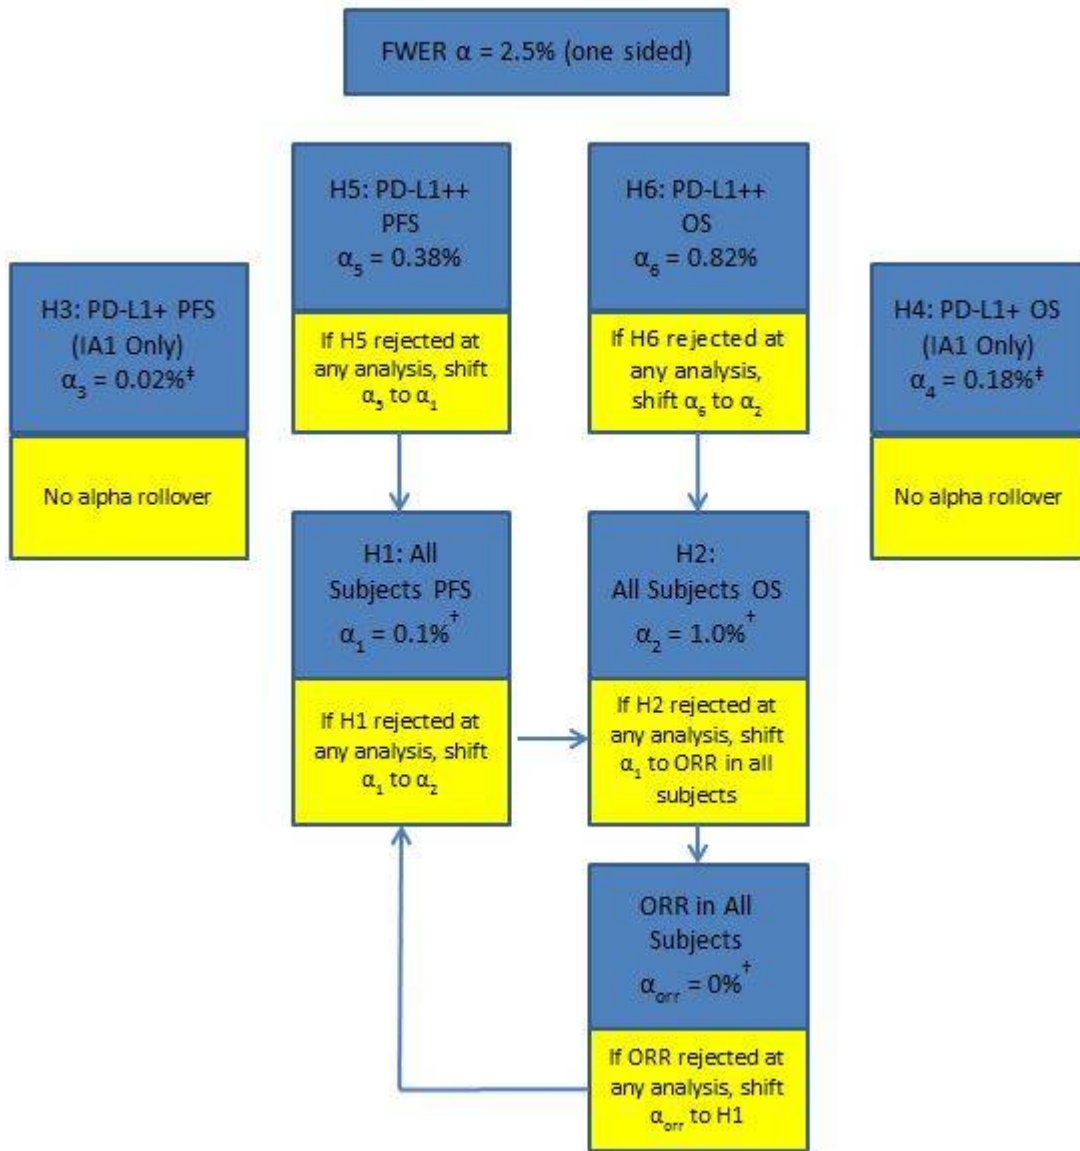 FWER α = 2.5% (one sided)
H5: PD-L1++
PFS
α5 = 0.38%
If H5 rejected at
any analysis, shift
α5 to α1
H6: PD-L1++
OS
α6 = 0.82%
If H6 rejected at
any analysis,
shift α6 to α2
H3: PD-L1+ PFS
(IA1 Only)
α3 = 0.02%‡
No alpha rollover
H4: PD-L1+ OS
(IA1 Only)
α4 = 0.18%‡
No alpha rollover
H1: All
Subjects PFS
α1 = 0.1%†
If H1 rejected at
any analysis, shift
α1 to α2
H2:
All Subjects OS
α2 = 1.0%†
If H2 rejected at
any analysis, shift
α1 to ORR in all
subjects
ORR in All
Subjects
αorr = 0%†
If ORR rejected at
any analysis, shift
αorr to H1